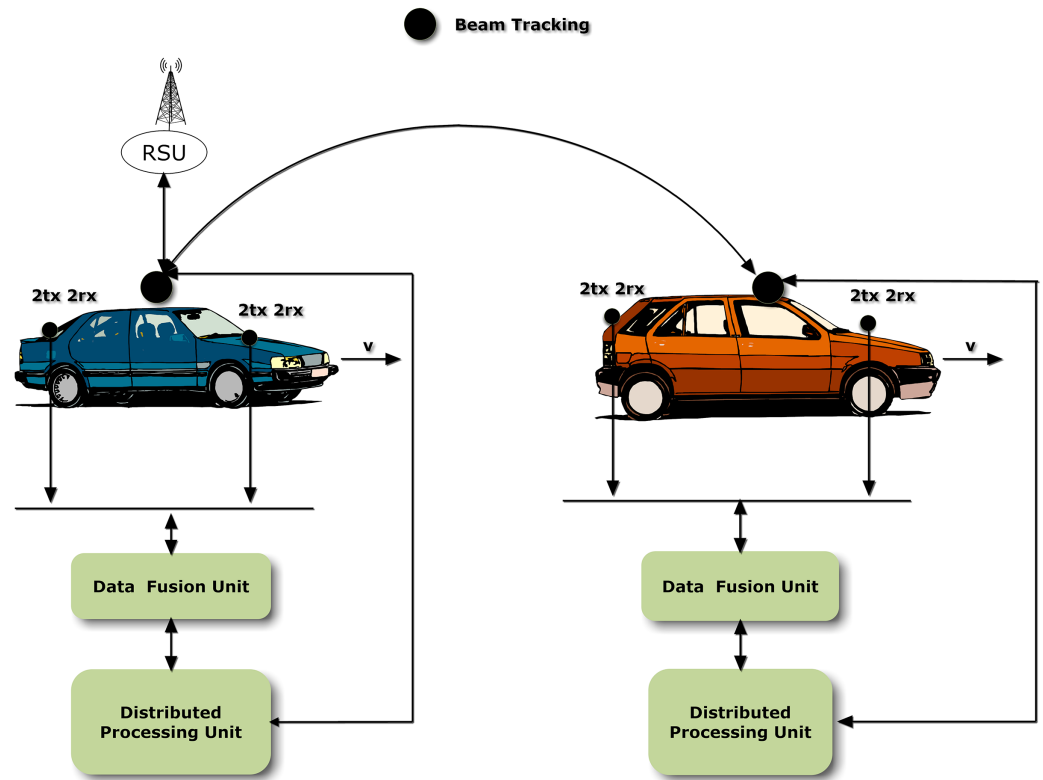 Beam Tracking
RSU
2tx 2rx
2tx 2rx
v
2tx 2rx
2tx 2rx
v
Data Fusion Unit
Distributed
Processing Unit
Data Fusion Unit
Distributed
Processing Unit